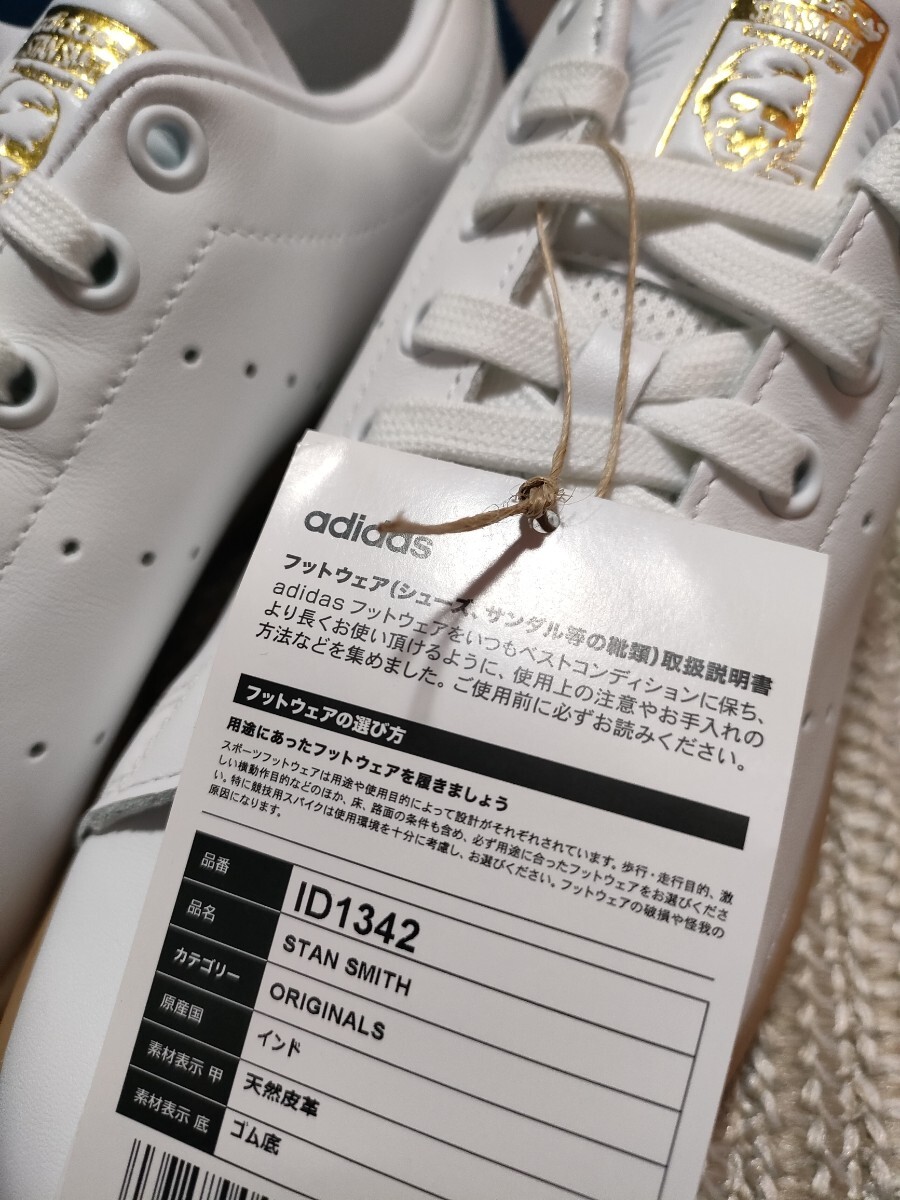 STAN SMITH
adidas
フットウェア(シューズ、サンダル等の靴類)取扱説明書
adidas フットウェアをいつもベストコンディションに保ち、
より長くお使い頂けるように、使用上の注意やお手入れの
方法などを集めました。ご使用前に必ずお読みください。
フットウェアの選び方
用途にあったフットウェアを履きましょう
スポーツフットウェアは用途や使用目的によって設計がそれぞれされています。歩行・走行目的、激
しい横動作目的などのほか、床、路面の条件も含め、必ず用途に合ったフットウェアをお選びくださ
い。特に競技用スパイクは使用環境を十分に考慮し、お選びください。フットウェアの破損や怪我の
原因になります。
品番 ID1342
品名 STAN SMITH
カテゴリー ORIGINALS
原産国 インド
素材表示 甲 天然皮革
素材表示 底 ゴム底